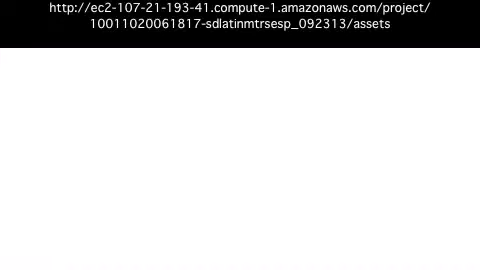 http://ec2-107-21-193-41.compute-1.amazonaws.com/project/
10011020061817-sdlatinmtrsesp_092313/assets